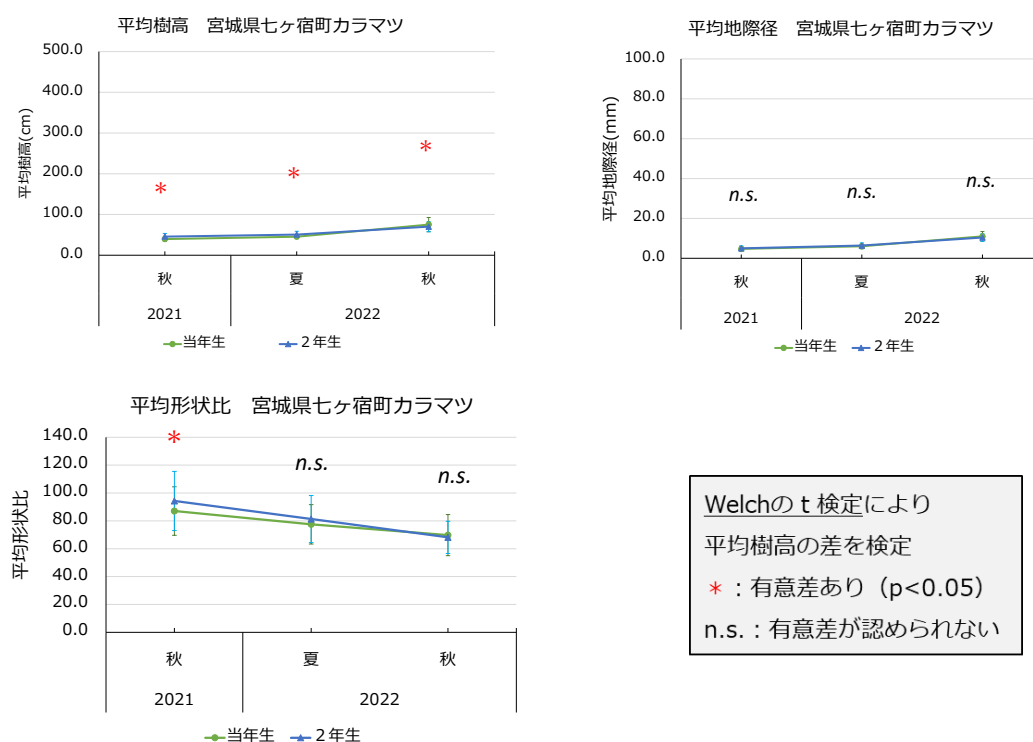 平均樹高　宮城県七ヶ宿町カラマツ
500.0
400.0
300.0
200.0
100.0
0.0
平均樹高(cm)
*
*
*
秋
夏
秋
2021
2022
当年生
２年生
平均地際径　宮城県七ヶ宿町カラマツ
100.0
80.0
60.0
40.0
20.0
0.0
平均地際径(mm)
n.s.
n.s.
n.s.
秋
夏
秋
2021
2022
当年生
２年生
平均形状比　宮城県七ヶ宿町カラマツ
140.0
120.0
100.0
80.0
60.0
40.0
20.0
0.0
平均形状比
*
n.s.
n.s.
秋
夏
秋
2021
2022
当年生
２年生
Welchのｔ検定により
平均樹高の差を検定
*：有意差あり（p<0.05）
n.s.：有意差が認められない